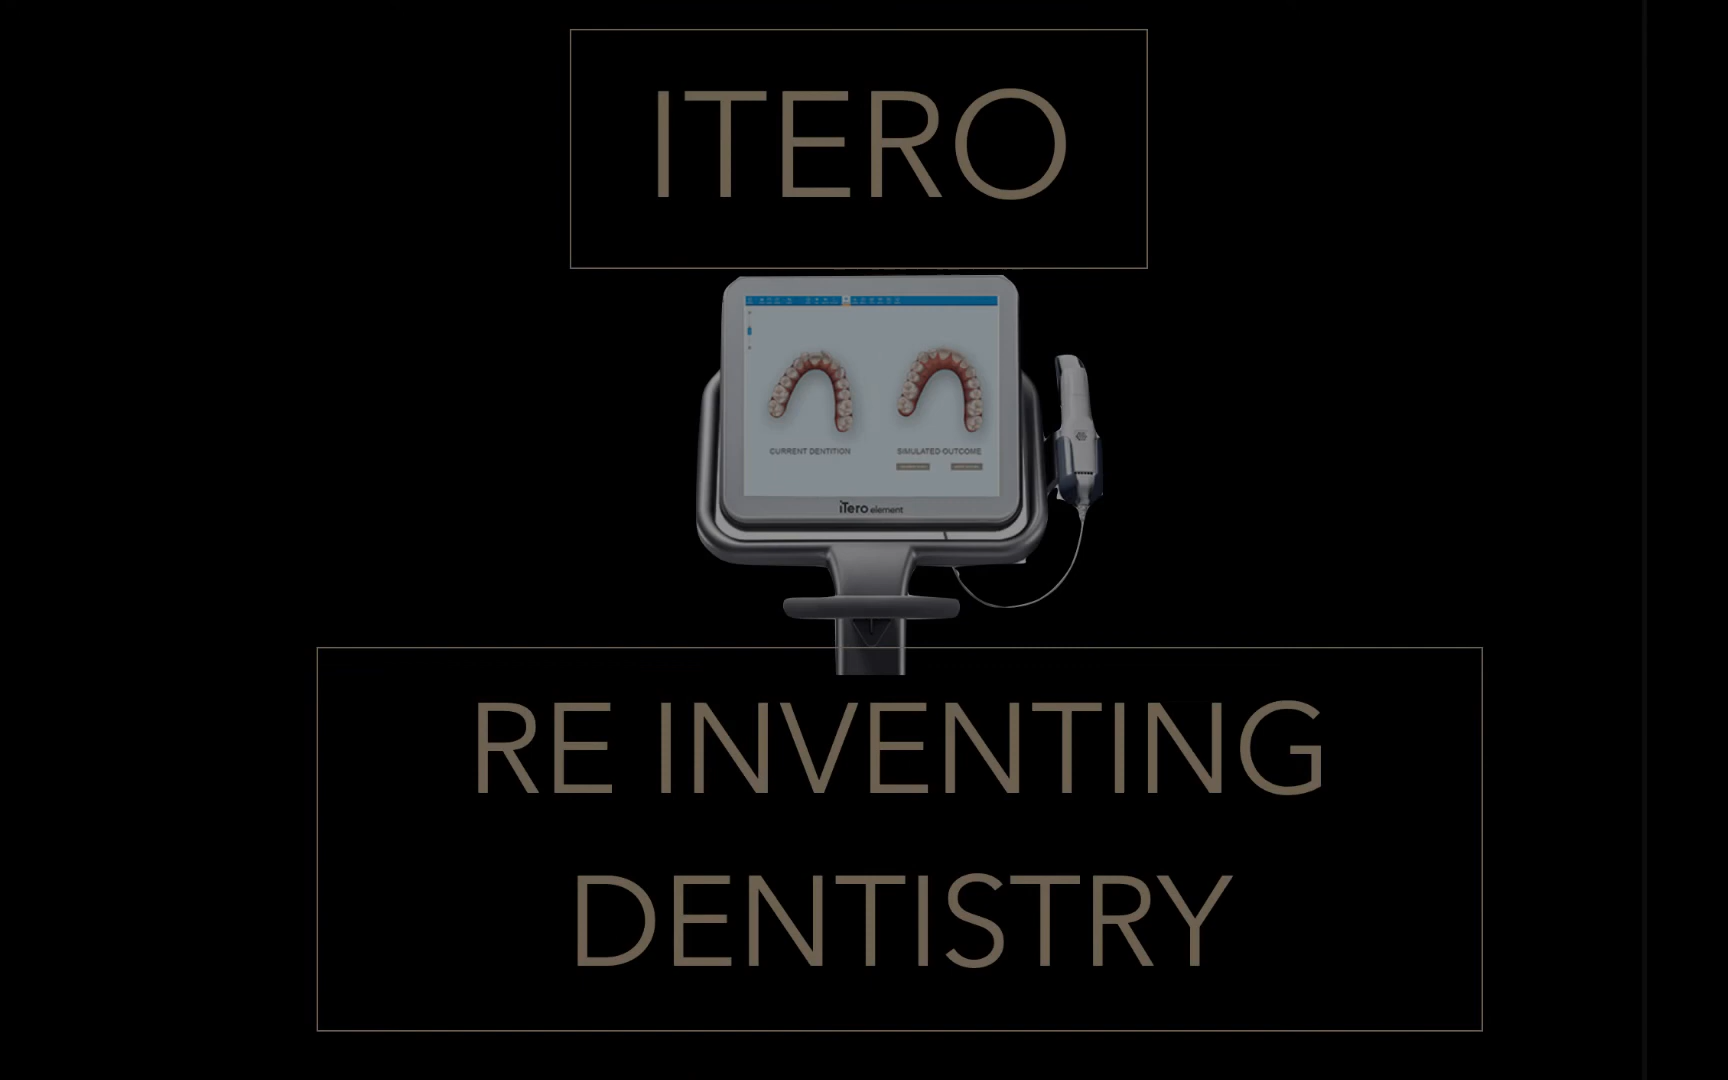 ITERO
CURRENT DENTITION
SIMULATED OUTCOME
iTero element
RE INVENTING
DENTISTRY